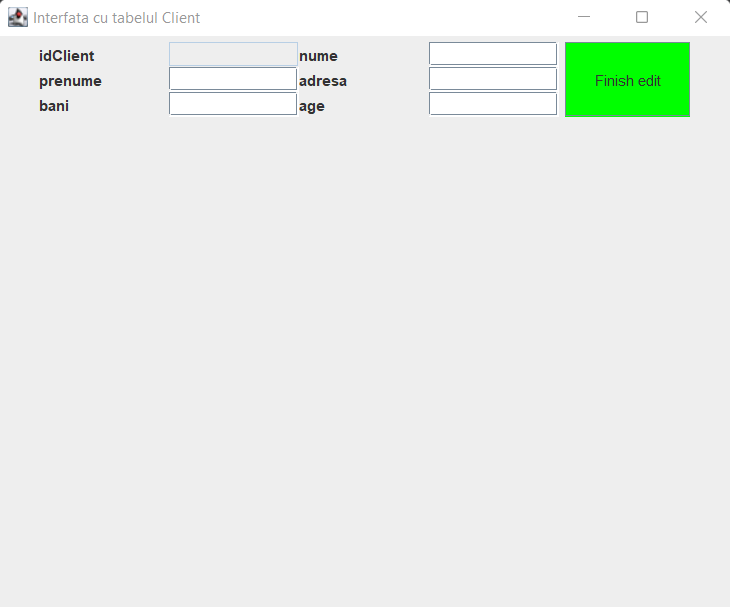 Interfata cu tabelul Client
idClient nume
prenume adresa
Finish edit
bani age